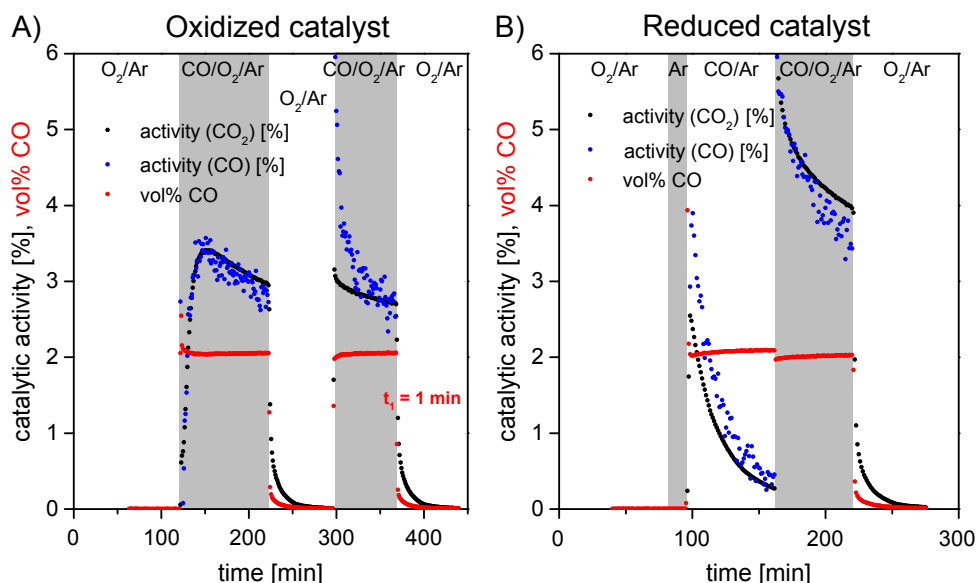 A) Oxidized catalyst
O₂/Ar CO/O₂/Ar O₂/Ar CO/O₂/Ar O₂/Ar
activity (CO₂) [%]
activity (CO) [%]
vol% CO
t₁ = 1 min
catalytic activity [%], vol% CO
6
5
4
3
2
1
0
0 100 200 300 400
time [min]
B) Reduced catalyst
O₂/Ar Ar CO/Ar CO/O₂/Ar O₂/Ar
activity (CO₂) [%]
activity (CO) [%]
vol% CO
catalytic activity [%], vol% CO
6
5
4
3
2
1
0
0 100 200 300
time [min]